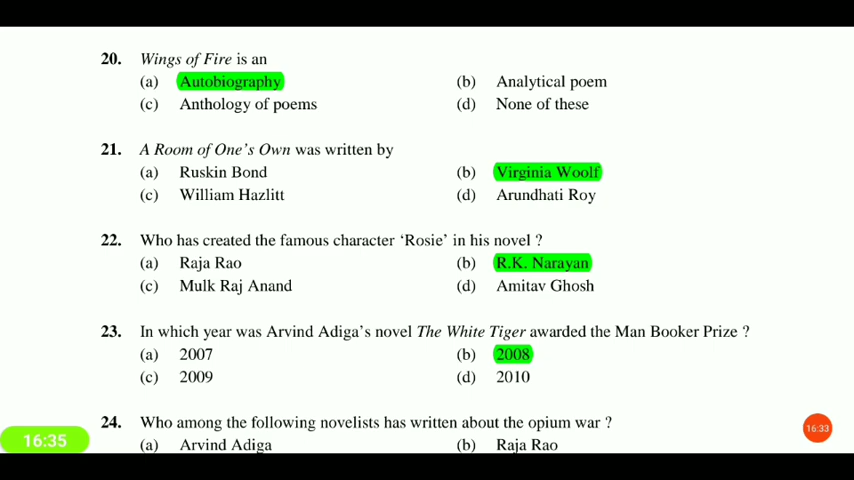 20. Wings of Fire is an
(a) Autobiography (b) Analytical poem
(c) Anthology of poems (d) None of these
21. A Room of One's Own was written by
(a) Ruskin Bond (b) Virginia Woolf
(c) William Hazlitt (d) Arundhati Roy
22. Who has created the famous character 'Rosie' in his novel ?
(a) Raja Rao (b) R.K. Narayan
(c) Mulk Raj Anand (d) Amitav Ghosh
23. In which year was Arvind Adiga's novel The White Tiger awarded the Man Booker Prize ?
(a) 2007 (b) 2008
(c) 2009 (d) 2010
24. Who among the following novelists has written about the opium war ?
16:33
16:35
(a) Arvind Adiga (b) Raja Rao